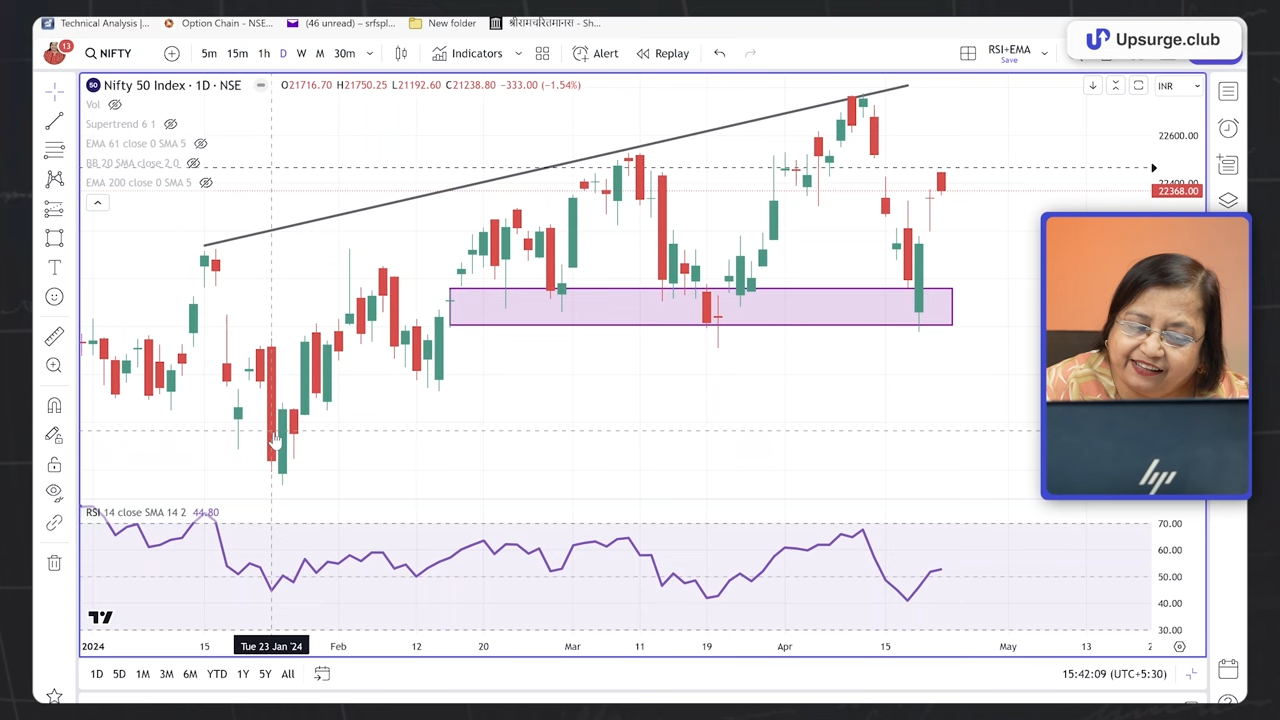 Technical Analysis |...
Option Chain - NSE...
(46 unread) – srfspl...
New folder
श्रीरामचरितमानस - Sh...
Upsurge.club
13
NIFTY
5m 15m 1h D W M 30m
Indicators
Alert
Replay
RSI+EMA
Save
50 Nifty 50 Index · 1D · NSE
O21716.70 H21750.25 L21192.60 C21238.80 -333.00 (-1.54%)
INR
Vol
Supertrend 6 1
EMA 61 close 0 SMA 5
BB 20 SMA close 2 0
EMA 200 close 0 SMA 5
22600.00
22400.00
22368.00
hp
RSI 14 close SMA 14 2 44.80
70.00
60.00
50.00
40.00
30.00
2024 15 Tue 23 Jan '24 Feb 12 20 Mar 11 19 Apr 15 May 13 2
1D 5D 1M 3M 6M YTD 1Y 5Y All
15:42:09 (UTC+5:30)